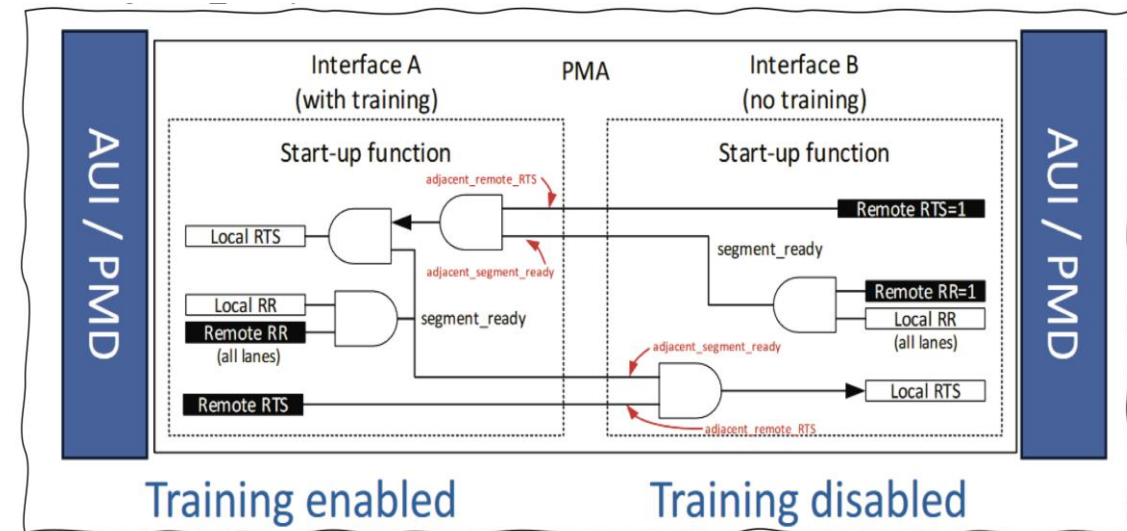 Interface A
(with training)
PMA
Interface B
(no training)
AUI / PMD
Start-up function
Start-up function
AUI / PMD
adjacent_remote_RTS
Remote RTS=1
Local RTS
segment_ready
adjacent_segment_ready
Local RR
Remote RR
(all lanes)
segment_ready
Remote RR=1
Local RR
(all lanes)
adjacent_segment_ready
Local RTS
Remote RTS
adjacent_remote_RTS
Training enabled
Training disabled